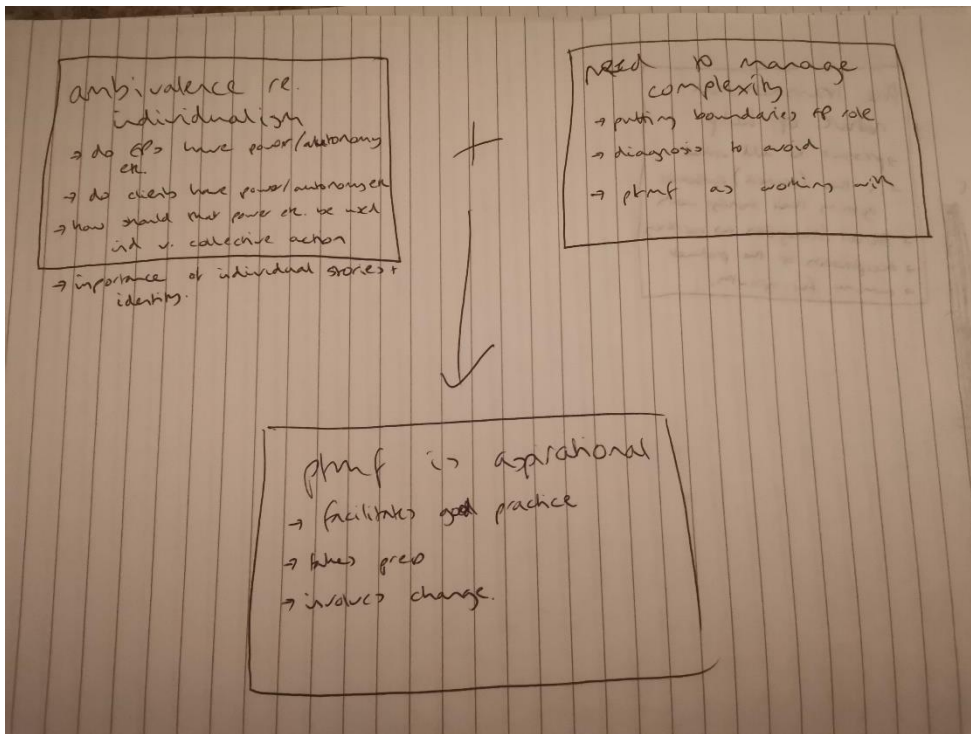 ambivalence re.
individualism
→ do EPs have power/autonomy
etc.
→ do clients have power/autonomy etc
→ how should that power etc. be used
ind v. collective action
→ importance of individual stories +
identity.
+
need to manage
complexity
→ putting boundaries EP role
→ diagnosis to avoid
→ ptmf as working with
ptmf is aspirational
→ facilitates good practice
→ takes prep
→ involves change.